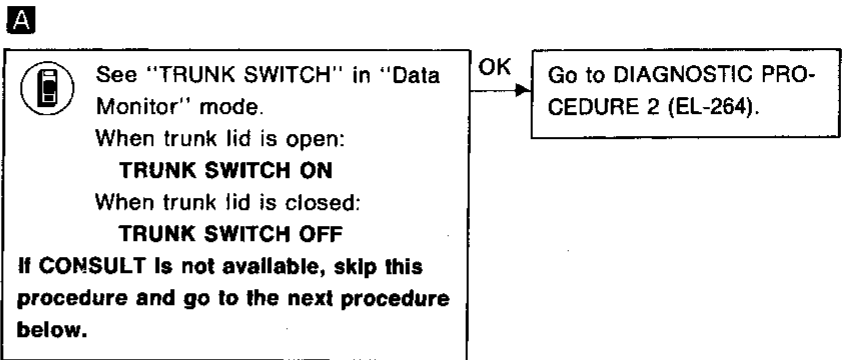 A
See "TRUNK SWITCH" in "Data
Monitor" mode.
When trunk lid is open:
TRUNK SWITCH ON
When trunk lid is closed:
TRUNK SWITCH OFF
If CONSULT is not available, skip this
procedure and go to the next procedure
below.
OK
Go to DIAGNOSTIC PRO-
CEDURE 2 (EL-264).